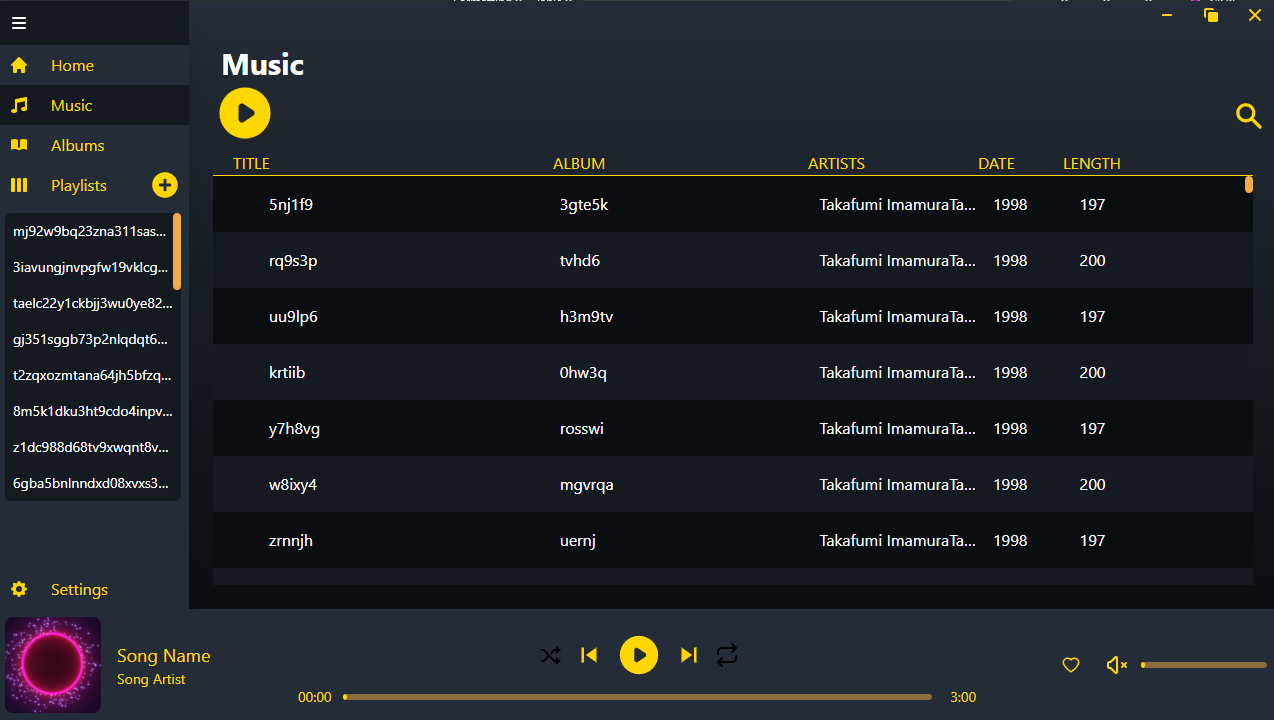 Home
Music
Albums
Playlists
mj92w9bq23zna311sas...
3iavungjnvpgfw19vklcg...
taelc22y1ckbjj3wu0ye82...
gj351sggb73p2nlqdqt6...
t2zqxozmtana64jh5bfzq...
8m5k1dku3ht9cdo4inpv...
z1dc988d68tv9xwqnt8v...
6gba5bnlnndxd08xvxs3...
Settings
Music
TITLE ALBUM ARTISTS DATE LENGTH
5nj1f9 3gte5k Takafumi ImamuraTa... 1998 197
rq9s3p tvhd6 Takafumi ImamuraTa... 1998 200
uu9lp6 h3m9tv Takafumi ImamuraTa... 1998 197
krtiib 0hw3q Takafumi ImamuraTa... 1998 200
y7h8vg rosswi Takafumi ImamuraTa... 1998 197
w8ixy4 mgvrqa Takafumi ImamuraTa... 1998 200
zrnnjh uernj Takafumi ImamuraTa... 1998 197
Song Name
Song Artist
00:00 3:00